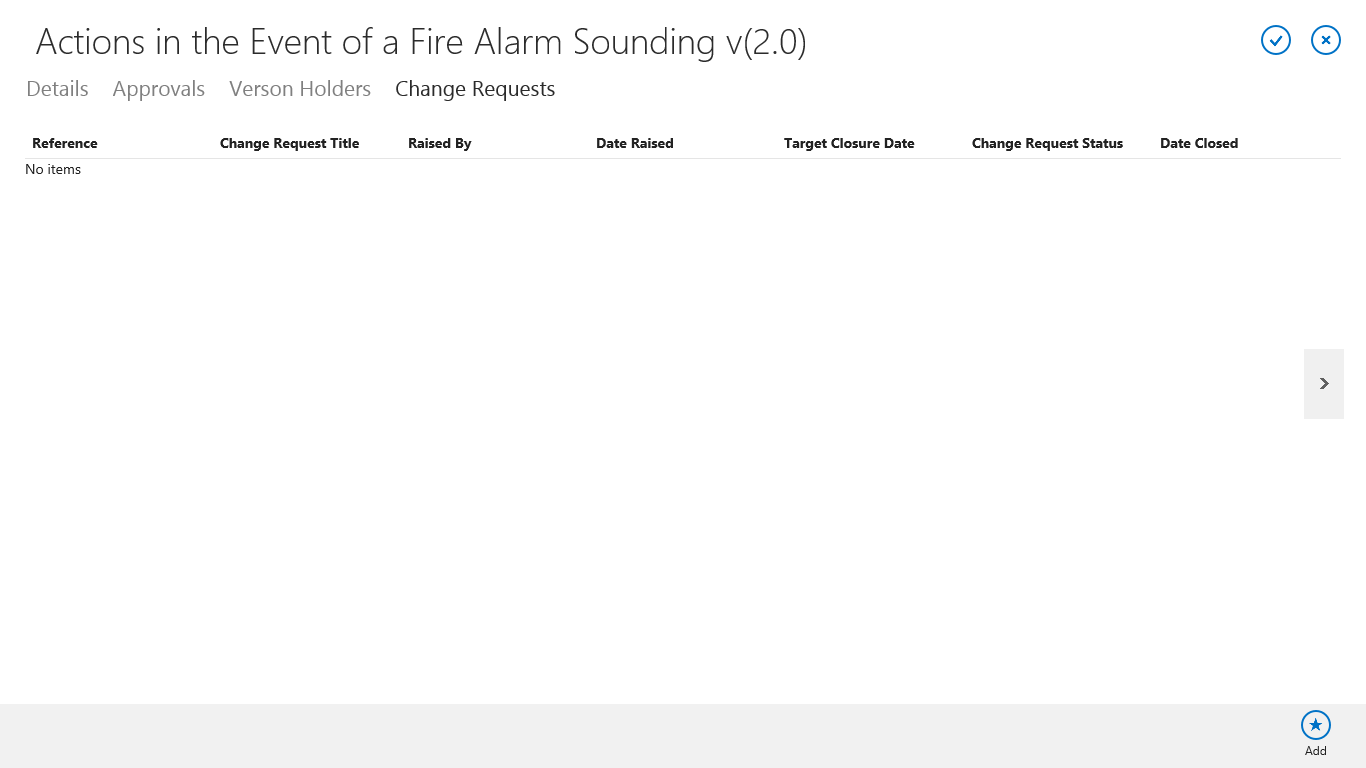 Actions in the Event of a Fire Alarm Sounding v(2.0)
Details Approvals Verson Holders Change Requests
Reference Change Request Title Raised By Date Raised Target Closure Date Change Request Status Date Closed
No items
Add